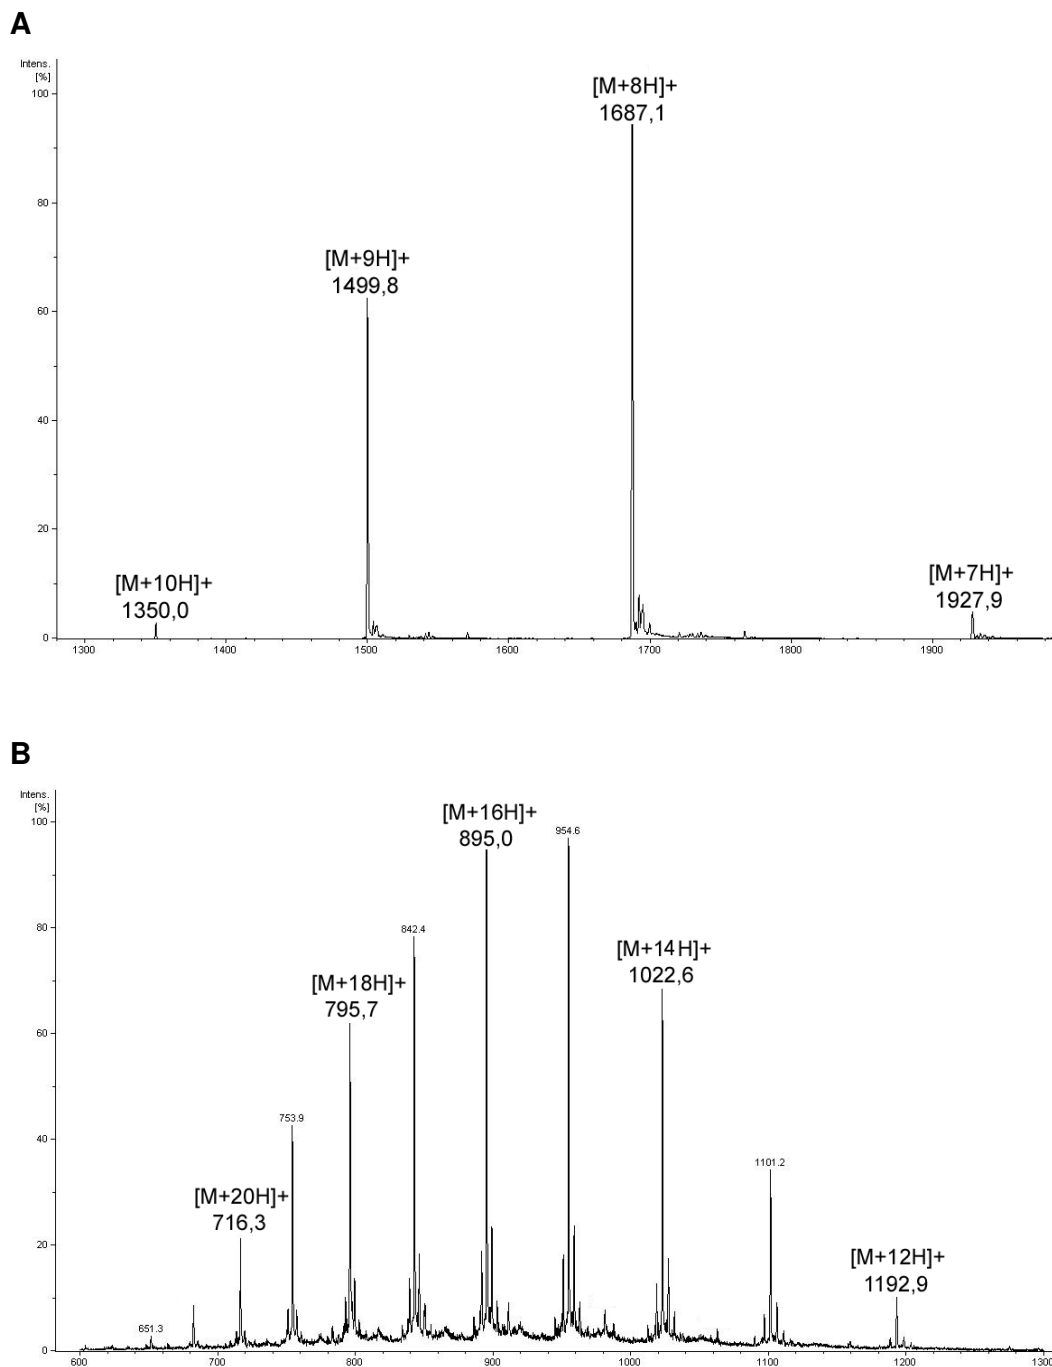 A
Intens.
[%]
100
80
60
40
20
0
[M+8H]+
1687,1
[M+9H]+
1499,8
[M+10H]+
1350,0
[M+7H]+
1927,9
1300 1400 1500 1600 1700 1800 1900
B
Intens.
[%]
100
80
60
40
20
0
[M+16H]+
895,0
954.6
842.4
[M+14H]+
1022,6
[M+18H]+
795,7
753.9
1101.2
[M+20H]+
716,3
[M+12H]+
1192,9
651.3
600 700 800 900 1000 1100 1200 1300